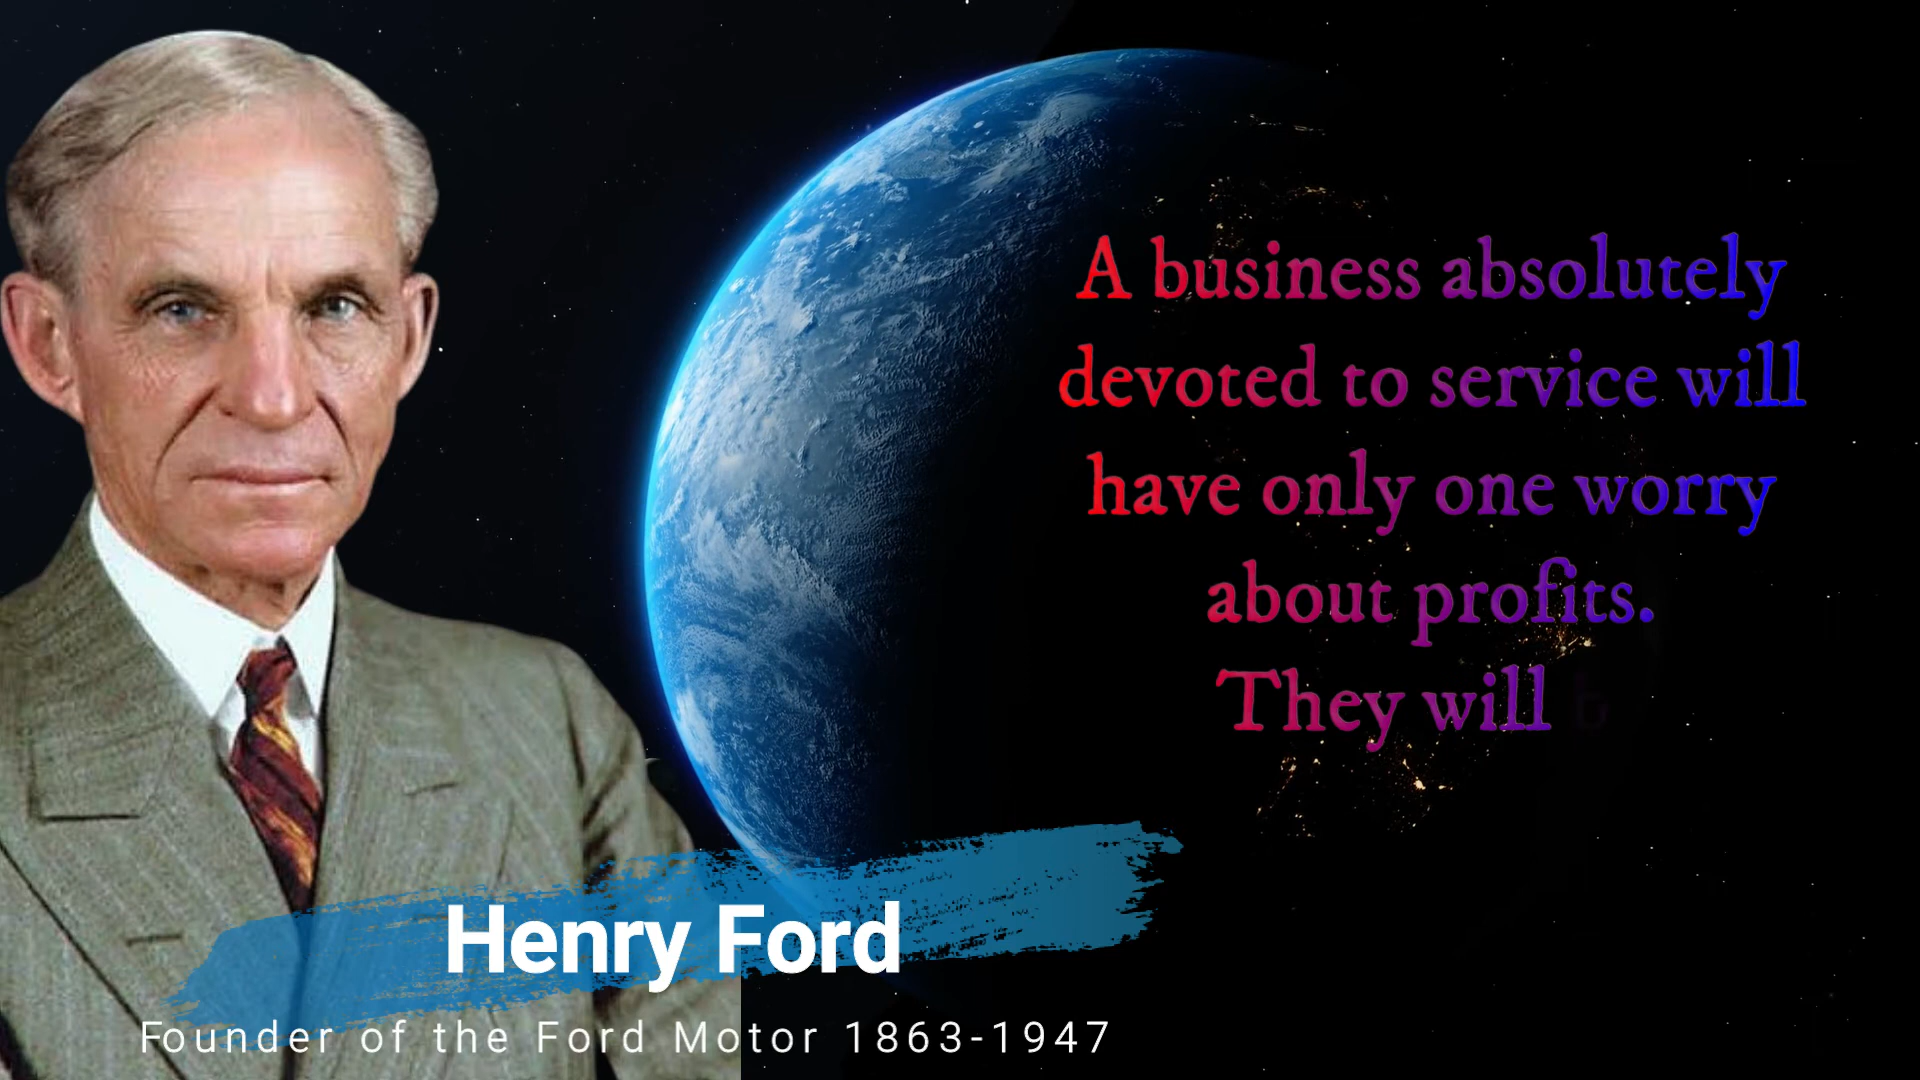 A business absolutely
devoted to service will
have only one worry
about profits.
They will
Henry Ford
Founder of the Ford Motor 1863-1947